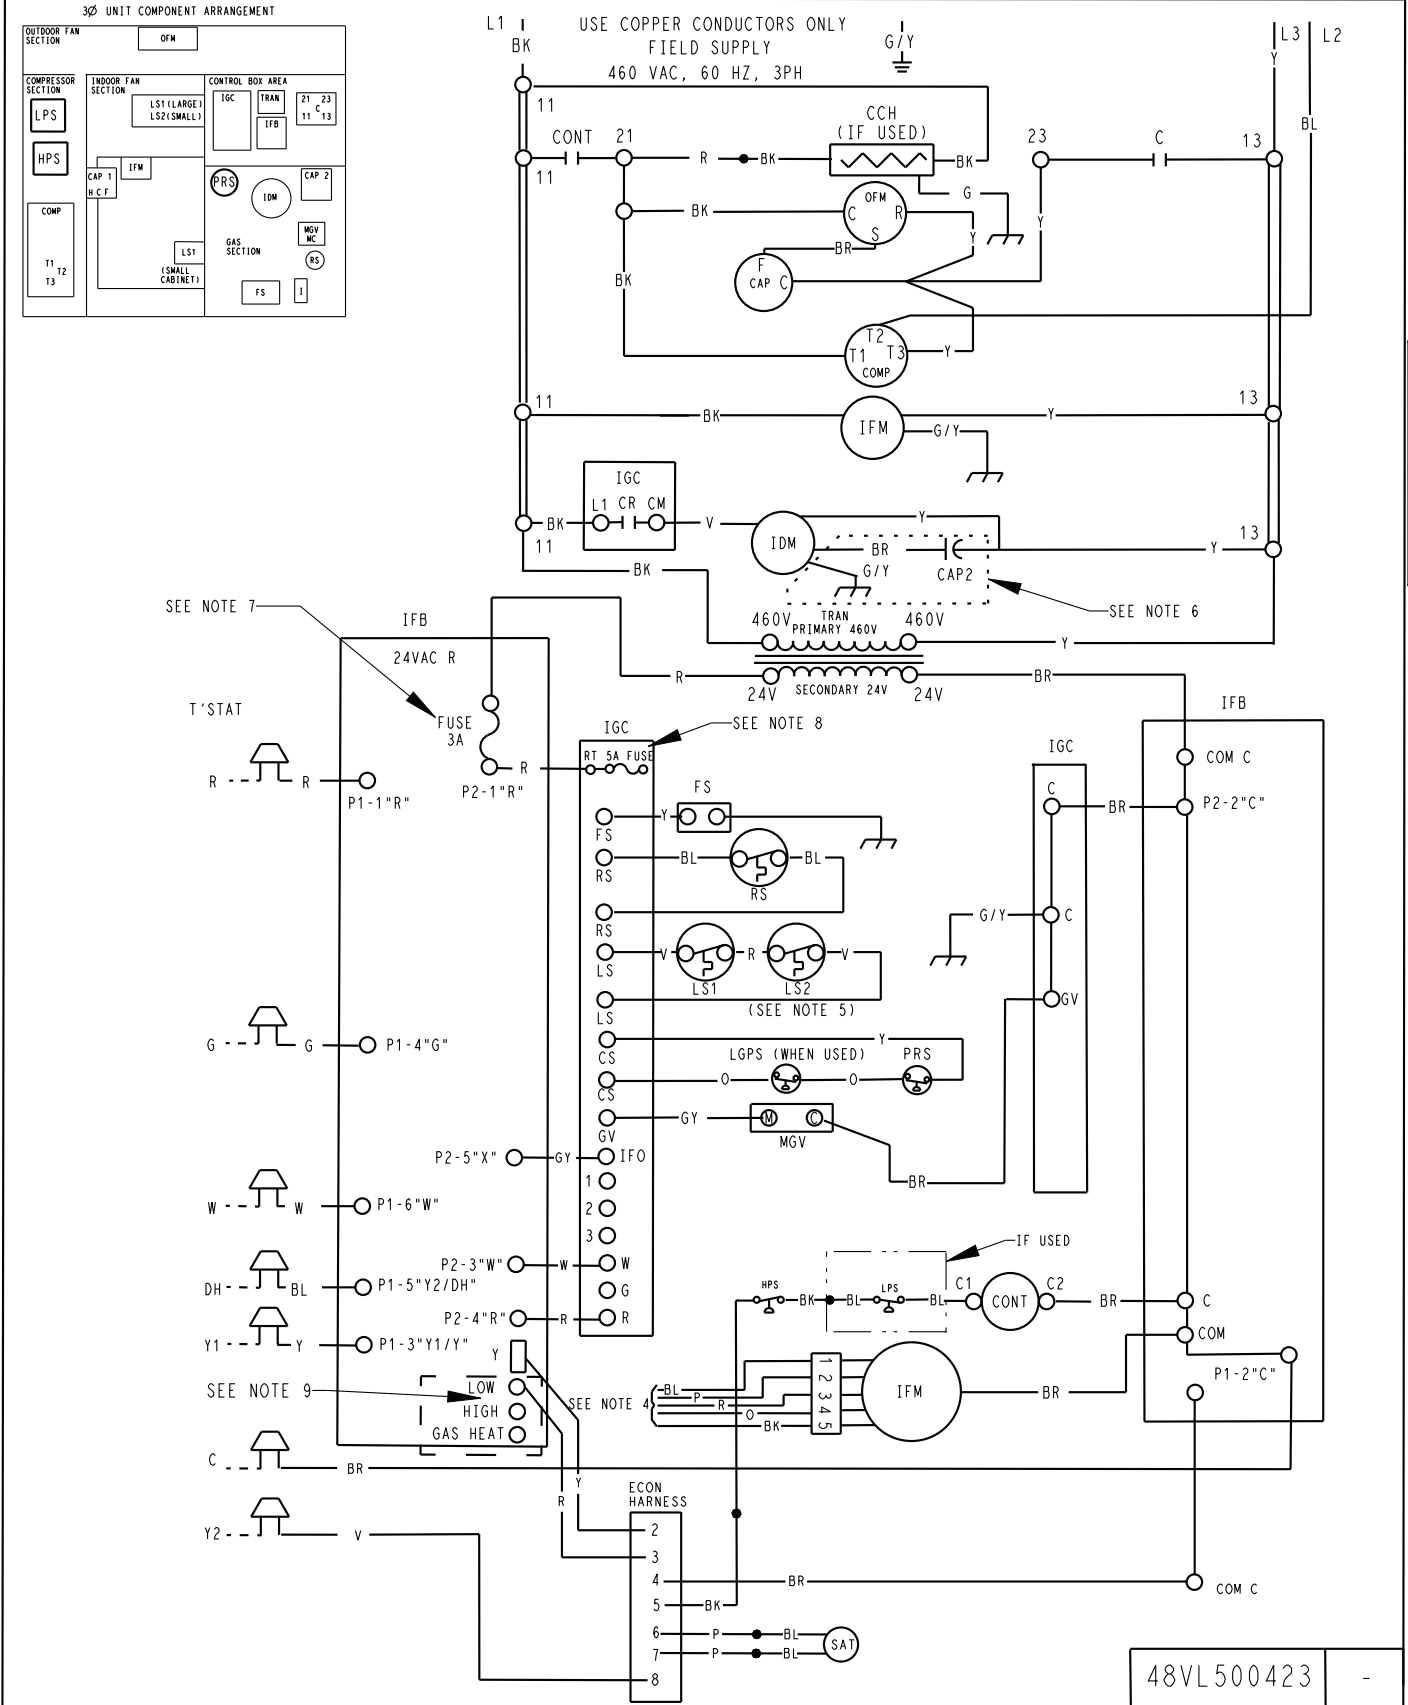 3Ø UNIT COMPONENT ARRANGEMENT
OUTDOOR FAN
SECTION
OFM
COMPRESSOR
SECTION
INDOOR FAN
SECTION
CONTROL BOX AREA
LS1(LARGE)
LS2(SMALL)
IGC
TRAN
IFB
21 23
C
11 13
LPS
HPS
IFM
CAP 1
H C F
PRS
IDM
CAP 2
COMP
T1
T2
T3
MGV
MC
GAS
SECTION
RS
LS1
(SMALL
CABINET)
FS
I
L1
BK
USE COPPER CONDUCTORS ONLY
FIELD SUPPLY
460 VAC, 60 HZ, 3PH
G/Y
L3
L2
Y
BL
11
CONT
21
R
BK
CCH
(IF USED)
BK
23
C
13
11
G
BK
C
OFM
R
S
Y
Y
BR
F
CAP C
BK
T2
T1
T3
COMP
Y
11
BK
IFM
Y
13
G/Y
IGC
L1 CR CM
BK
V
11
IDM
Y
BR
G/Y
CAP2
Y
13
BK
SEE NOTE 6
460V
TRAN
PRIMARY 460V
460V
Y
R
24V
SECONDARY 24V
24V
BR
SEE NOTE 7
IFB
24VAC R
T'STAT
FUSE
3A
IGC
SEE NOTE 8
IFB
RT 5A FUSE
IGC
COM C
R
R
P1-1"R"
P2-1"R"
R
FS
Y
FS
C
BR
P2-2"C"
BL
BL
RS
RS
RS
G/Y
C
LS
V
R
V
LS1
LS2
(SEE NOTE 5)
LS
GV
G
G
P1-4"G"
CS
Y
LGPS (WHEN USED)
PRS
O
O
CS
GY
M
C
MGV
GV
P2-5"X"
GY
IFO
BR
1
2
3
W
W
P1-6"W"
P2-3"W"
W
W
IF USED
DH
BL
P1-5"Y2/DH"
G
HPS
BK
BL
LPS
BL
C1
CONT
C2
BR
C
P2-4"R"
R
R
Y1
Y
P1-3"Y1/Y"
COM
Y
P1-2"C"
SEE NOTE 9
LOW
HIGH
GAS HEAT
SEE NOTE 4
BL
P
R
O
BK
1
2
3
4
5
IFM
BR
C
BR
Y
R
ECON
HARNESS
Y2
V
2
3
4
BR
COM C
5
BK
6
P
BL
7
P
BL
SAT
8
48VL500423
-